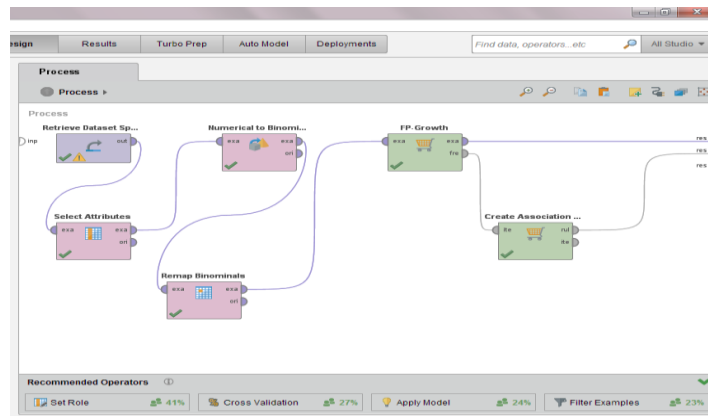 esign Results Turbo Prep Auto Model Deployments Find data, operators...etc All Studio
Process
Process
Process
Retrieve Dataset Sp... Numerical to Binomi... FP-Growth
inp out exa exa ori exa exa fre res
res
res
Select Attributes Create Association ...
exa exa ori ite rul ite
Remap Binominals
exa exa ori
Recommended Operators
Set Role 41% Cross Validation 27% Apply Model 24% Filter Examples 23%